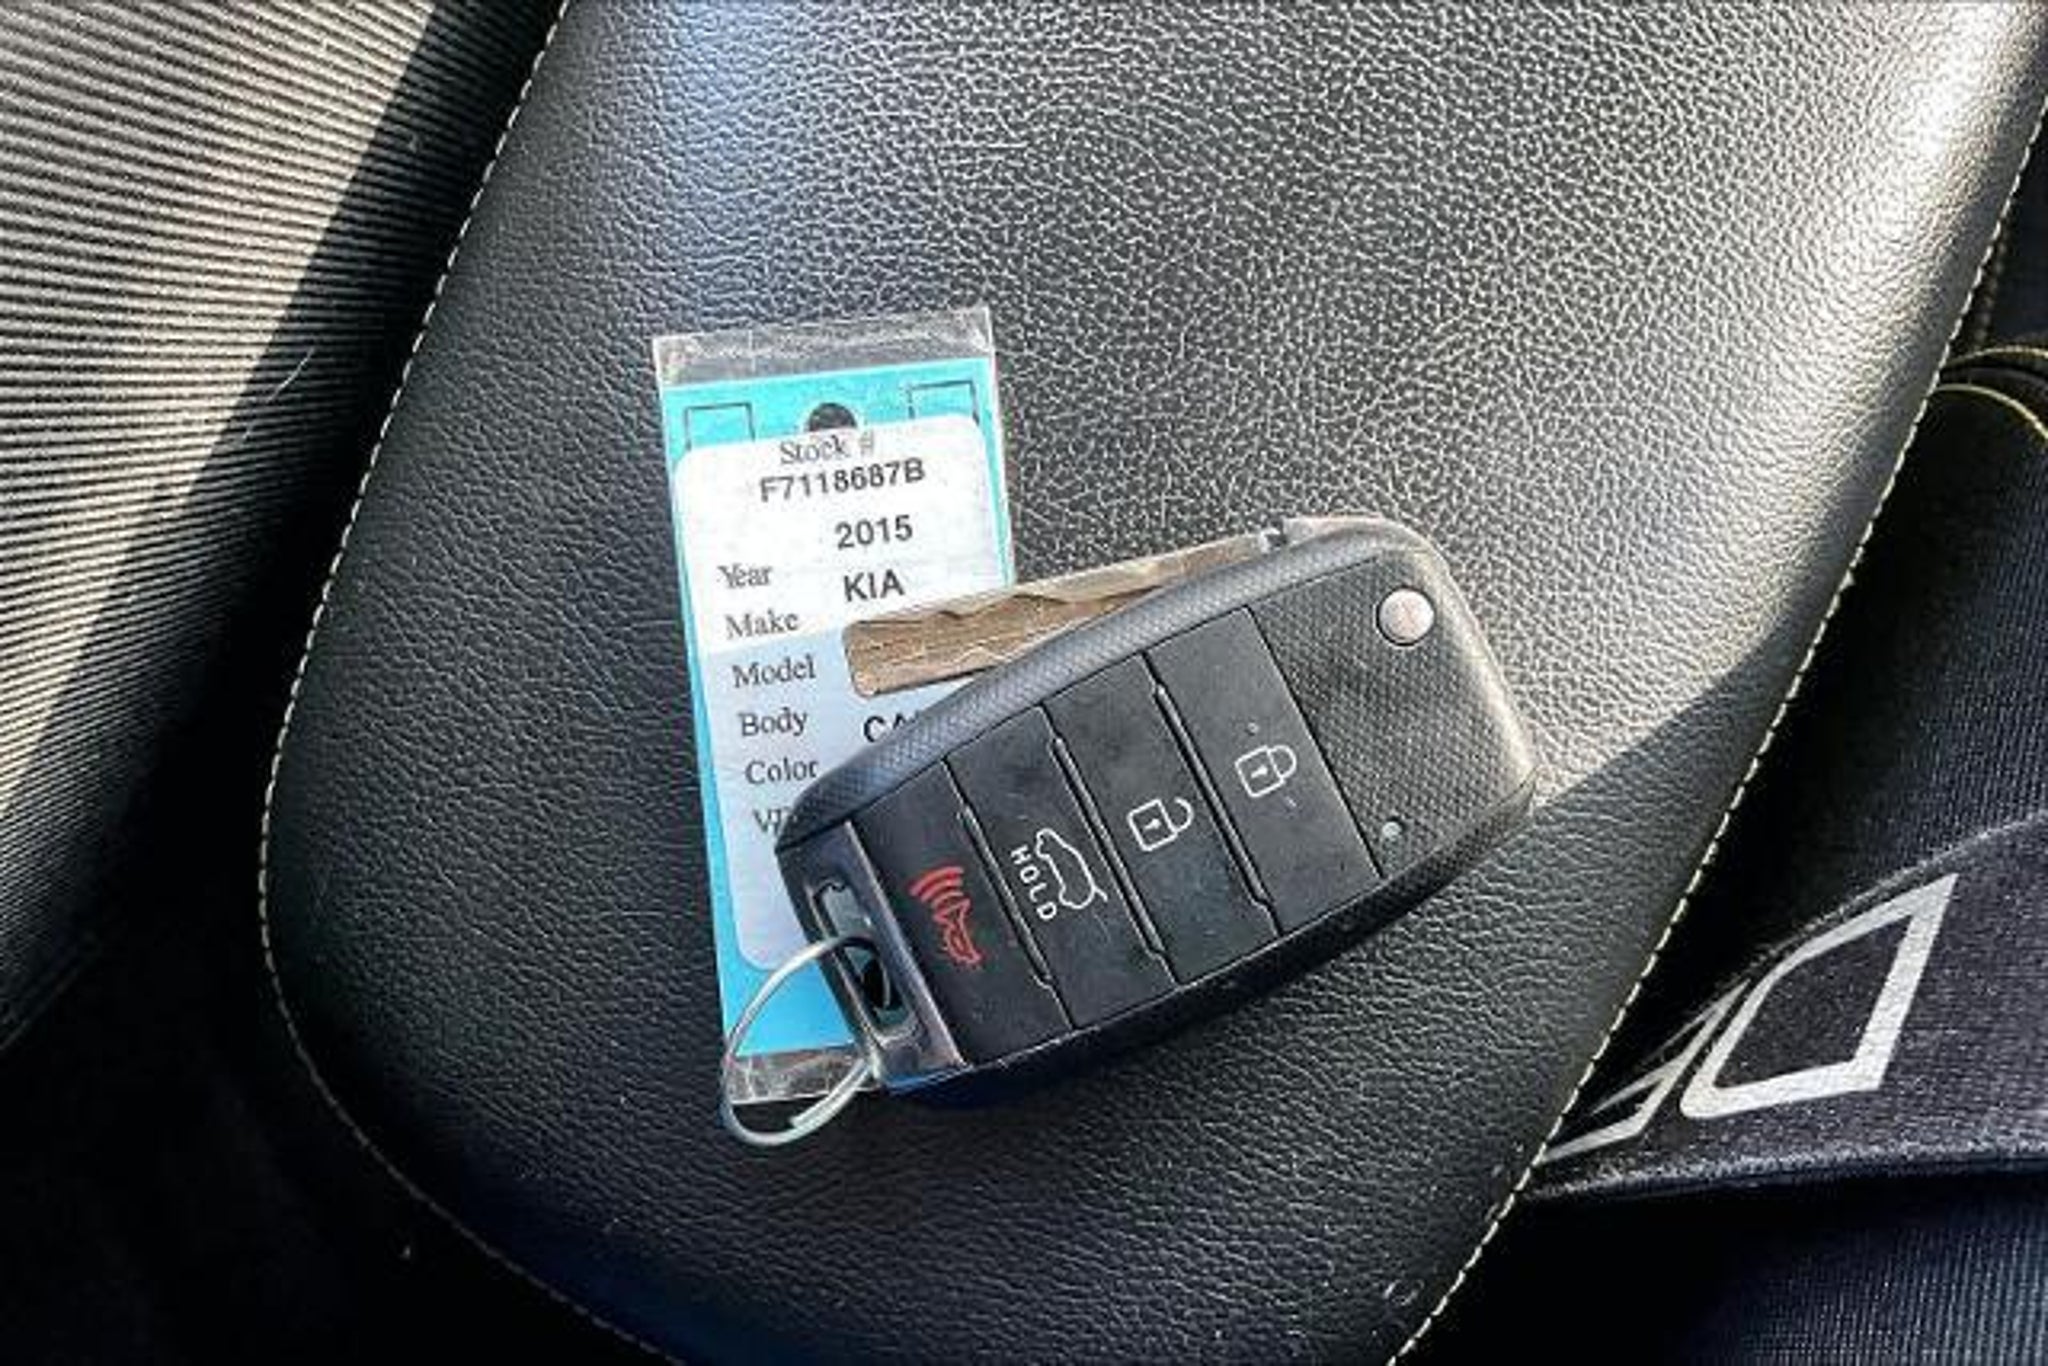 Stock #
F7118687B
2015
Year
KIA
Make
Model
Body
Color
HOLD